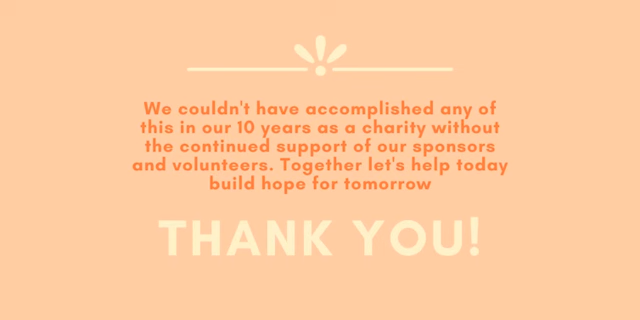 We couldn't have accomplished any of
this in our 10 years as a charity without
the continued support of our sponsors
and volunteers. Together let's help today
build hope for tomorrow
THANK YOU!